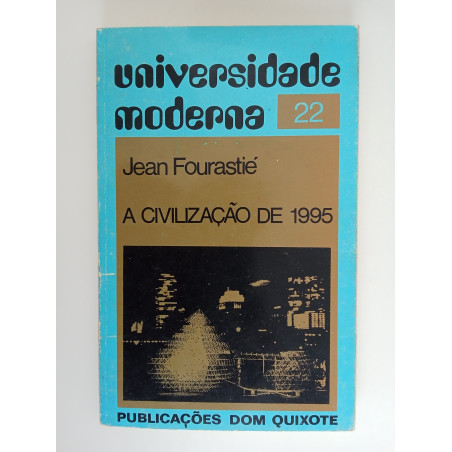 universidade
moderna 22
Jean Fourastié
A CIVILIZAÇÃO DE 1995
PUBLICAÇÕES DOM QUIXOTE